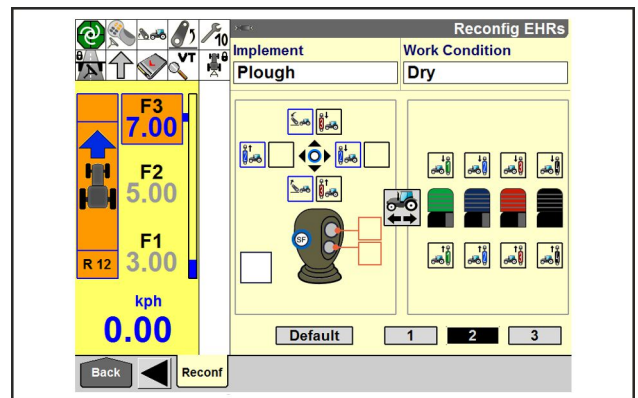 Reconfig EHRs
10
VT
Implement
Work Condition
Plough
Dry
F3
7.00
F2
5.00
F1
3.00
R 12
kph
0.00
SF
Default
1
2
3
Back
Reconf